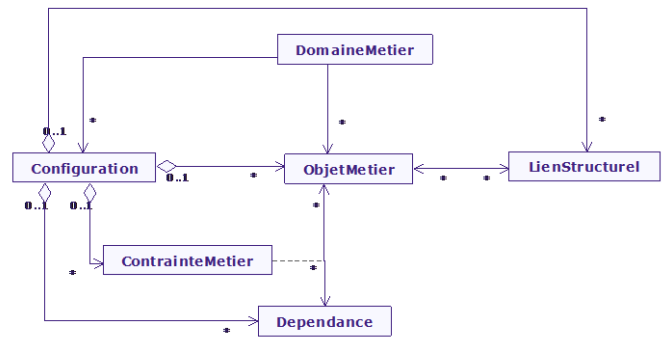 DomaineMetier
*
*
*
0..1
Configuration
0..1
*
ObjetMetier
*
*
LienStructurel
0..1
0..1
*
*
ContrainteMetier
*
*
Dependance